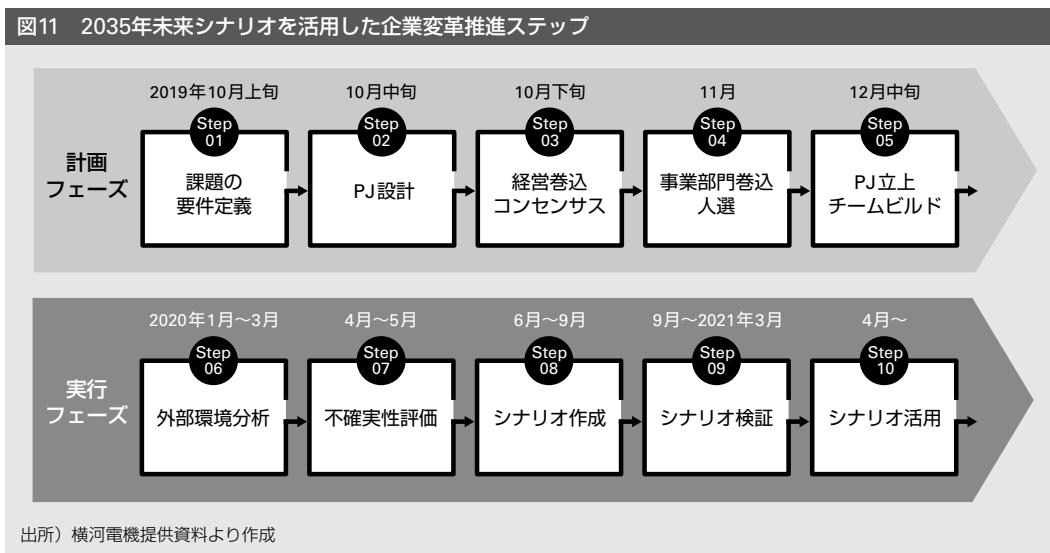 図11 2035年未来シナリオを活用した企業変革推進ステップ
計画
フェーズ
2019年10月上旬
Step
01
課題の
要件定義
10月中旬
Step
02
PJ設計
10月下旬
Step
03
経営巻込
コンセンサス
11月
Step
04
事業部門巻込
人選
12月中旬
Step
05
PJ立上
チームビルド
実行
フェーズ
2020年1月～3月
Step
06
外部環境分析
4月～5月
Step
07
不確実性評価
6月～9月
Step
08
シナリオ作成
9月～2021年3月
Step
09
シナリオ検証
4月～
Step
10
シナリオ活用
出所）横河電機提供資料より作成